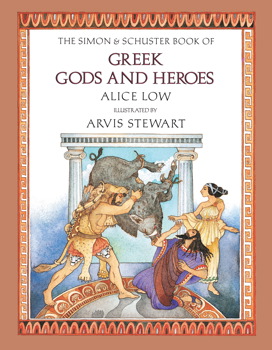 THE SIMON & SCHUSTER BOOK OF
GREEK
GODS AND HEROES
ALICE LOW
ILLUSTRATED BY
ARVIS STEWART